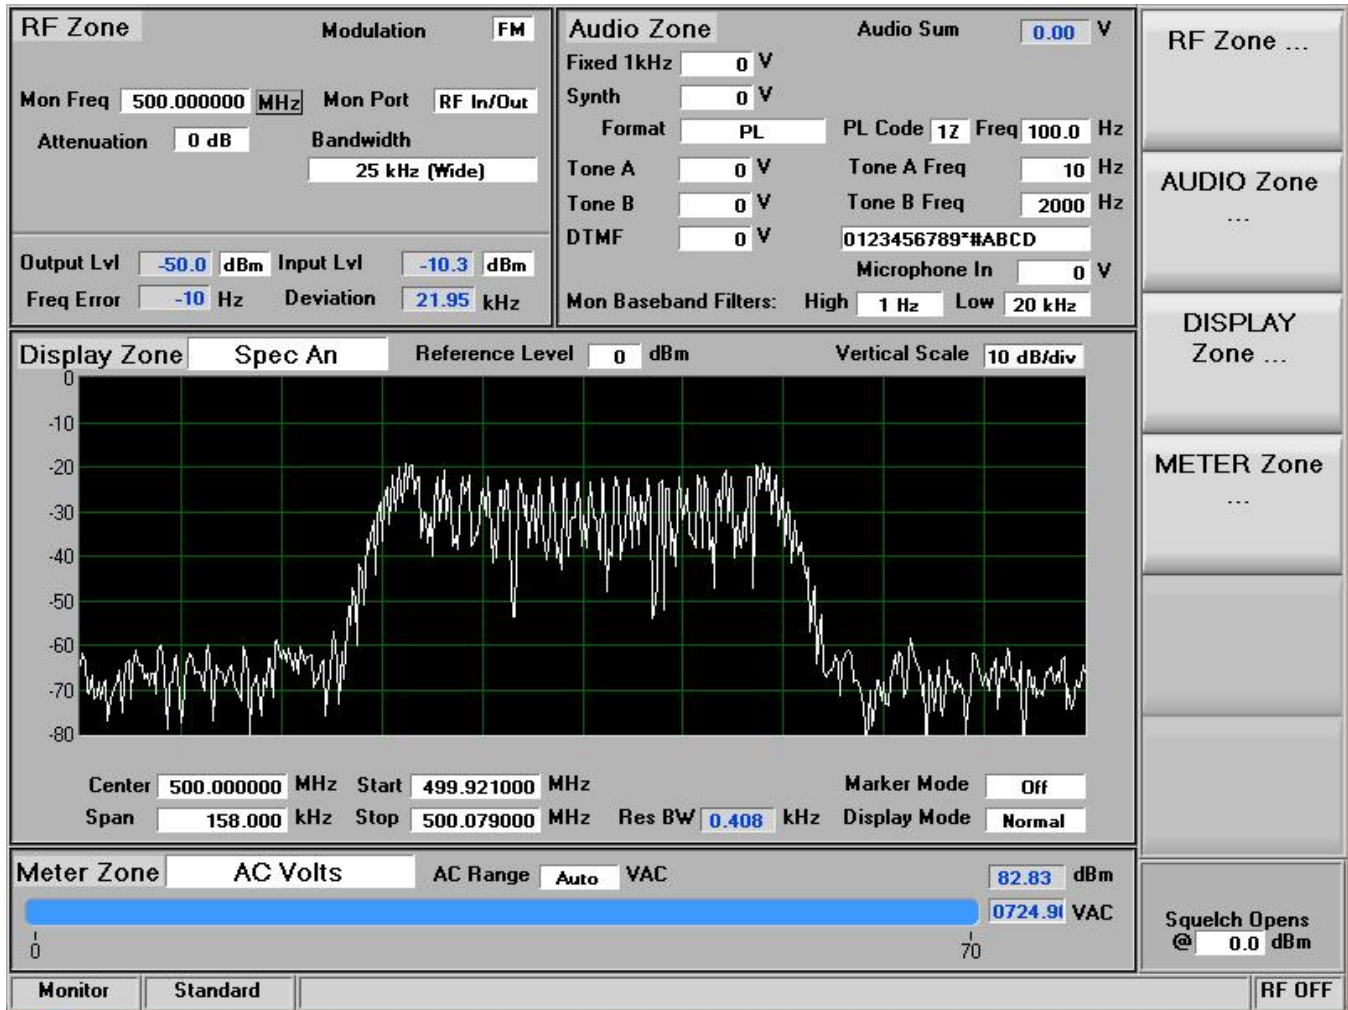 RF Zone Modulation FM
Mon Freq 500.000000 MHz Mon Port RF In/Out
Attenuation 0 dB Bandwidth
25 kHz (Wide)
Output Lvl -50.0 dBm Input Lvl -10.3 dBm
Freq Error -10 Hz Deviation 21.95 kHz
Audio Zone Audio Sum 0.00 V
Fixed 1kHz 0 V
Synth 0 V
Format PL PL Code 1Z Freq 100.0 Hz
Tone A 0 V Tone A Freq 10 Hz
Tone B 0 V Tone B Freq 2000 Hz
DTMF 0 V 0123456789*#ABCD
Microphone In 0 V
Mon Baseband Filters: High 1 Hz Low 20 kHz
Display Zone Spec An Reference Level 0 dBm Vertical Scale 10 dB/div
0
-10
-20
-30
-40
-50
-60
-70
-80
Center 500.000000 MHz Start 499.921000 MHz Marker Mode Off
Span 158.000 kHz Stop 500.079000 MHz Res BW 0.408 kHz Display Mode Normal
Meter Zone AC Volts AC Range Auto VAC 82.83 dBm
VAC
0 70
RF Zone ...
AUDIO Zone
...
DISPLAY
Zone ...
METER Zone
...
Squelch Opens
@ 0.0 dBm
Monitor Standard RF OFF